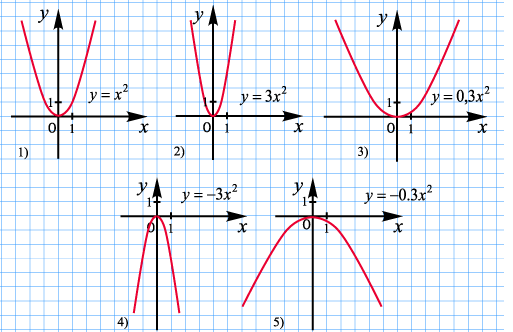 y
1
0 1 x
y = x²
1)
y
1
0 1 x
y = 3x²
2)
y
1
0 1 x
y = 0,3x²
3)
y
1
0 1 x
y = −3x²
4)
y
1
0 1 x
y = −0.3x²
5)